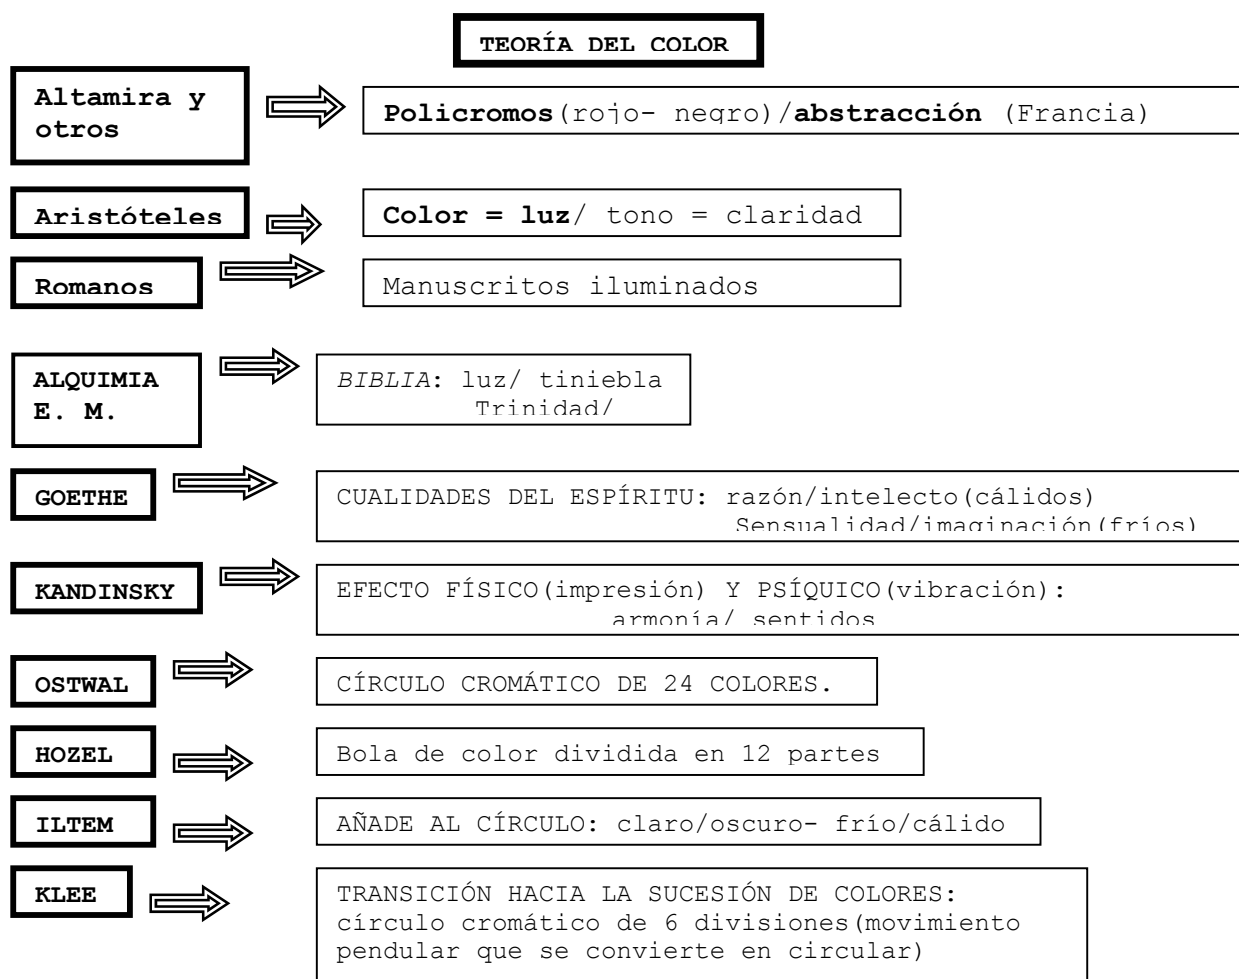 TEORÍA DEL COLOR
Altamira y
otros
Policromos(rojo- negro)/abstracción (Francia)
Aristóteles
Color = luz/ tono = claridad
Romanos
Manuscritos iluminados
ALQUIMIA
E. M.
BIBLIA: luz/ tiniebla
Trinidad/
GOETHE
CUALIDADES DEL ESPÍRITU: razón/intelecto(cálidos)
Sensualidad/imaginación(fríos)
KANDINSKY
EFECTO FÍSICO(impresión) Y PSÍQUICO(vibración):
armonía/ sentidos
OSTWAL
CÍRCULO CROMÁTICO DE 24 COLORES.
HOZEL
Bola de color dividida en 12 partes
ILTEM
AÑADE AL CÍRCULO: claro/oscuro- frío/cálido
KLEE
TRANSICIÓN HACIA LA SUCESIÓN DE COLORES:
círculo cromático de 6 divisiones(movimiento
pendular que se convierte en circular)